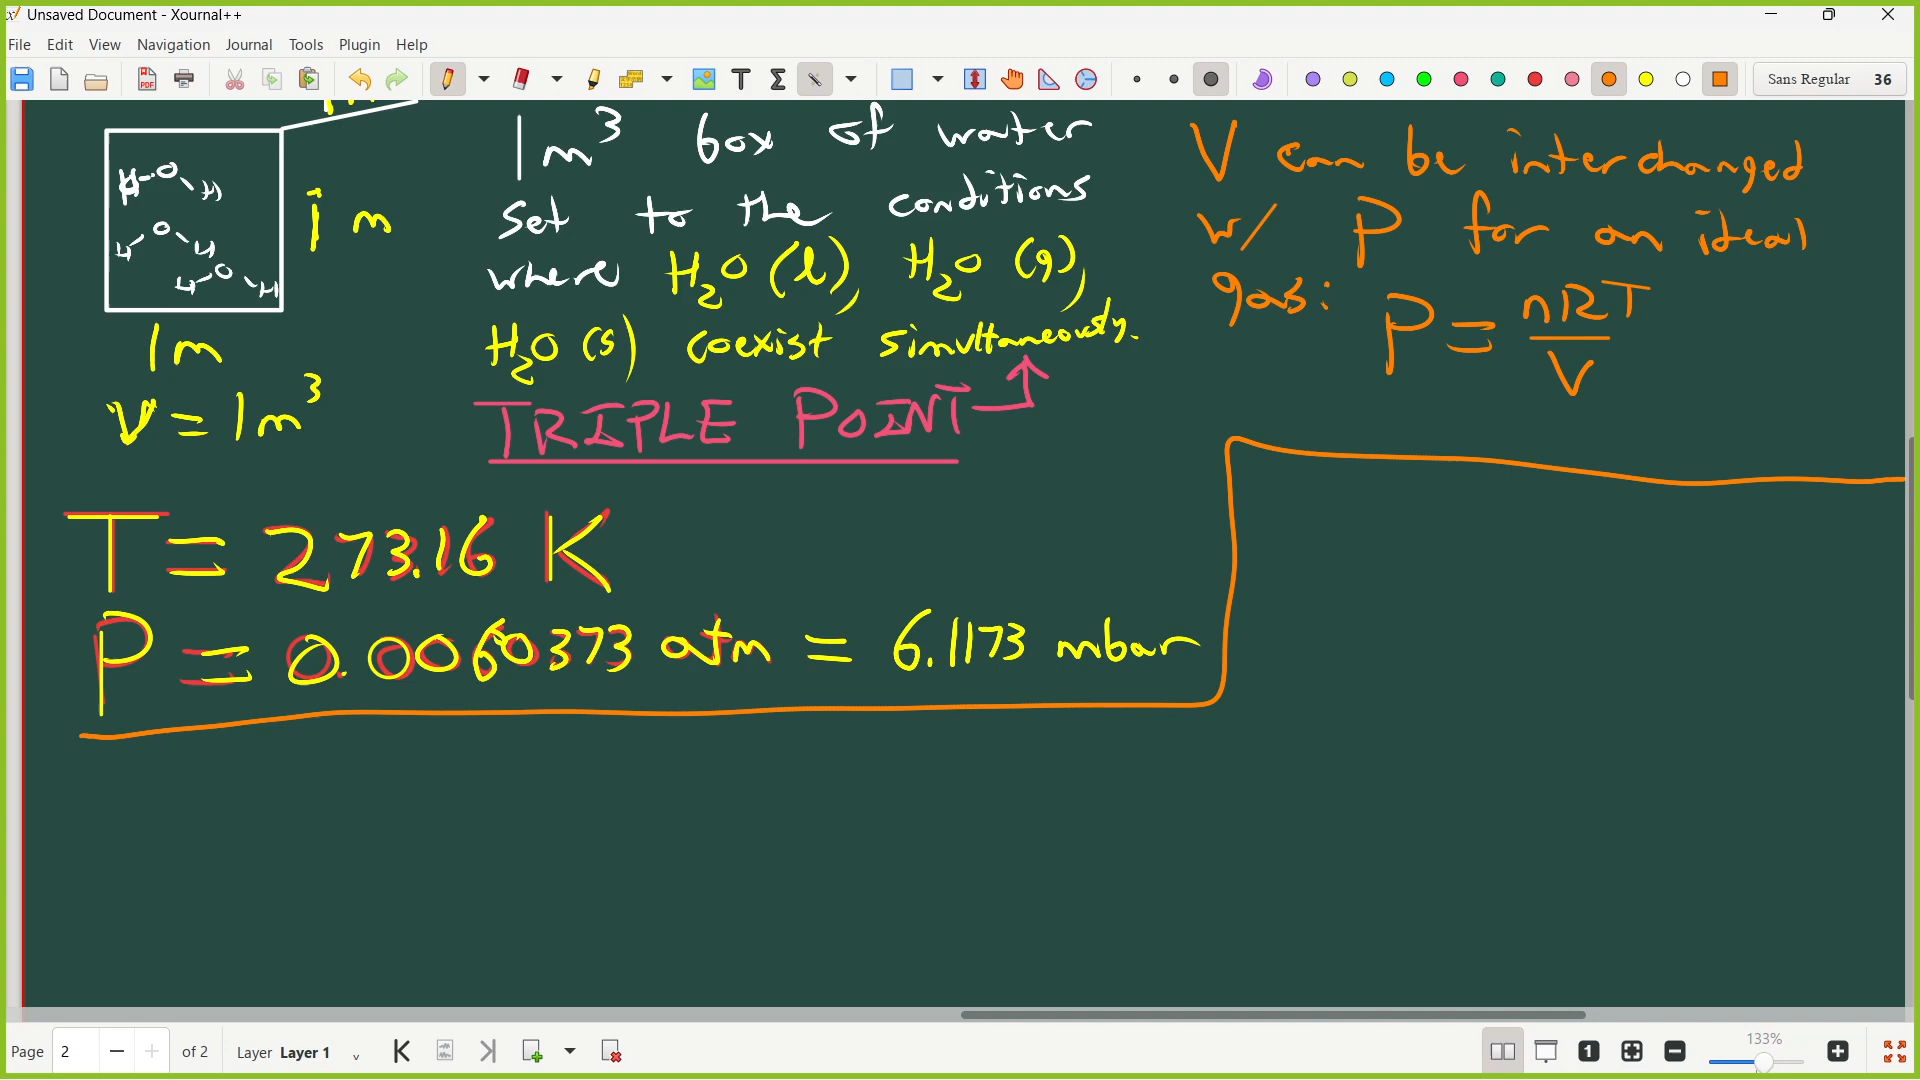 Unsaved Document - Xournal++
File Edit View Navigation Journal Tools Plugin Help
Sans Regular 36
1 m
1 m
1 m
V = 1 m³
H-O-H
H-O-H
H-O-H
1 m³ box of water
set to the conditions
where H₂O (l), H₂O (g),
H₂O (s) coexist simultaneously.
TRIPLE POINT
V can be interchanged
w/ P for an ideal
gas: P = nRT/V
T = 273.16 K
P = 0.0060373 atm = 6.1173 mbar
Page 2 of 2 Layer Layer 1 133%